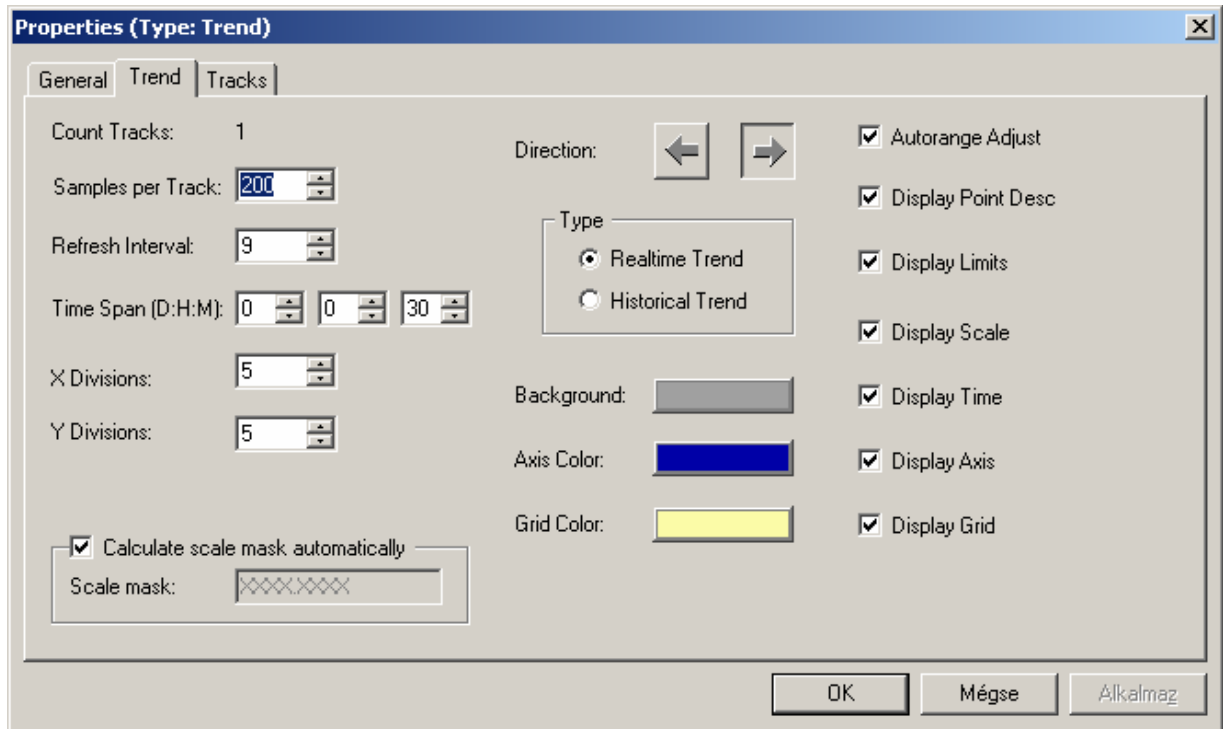 Properties (Type: Trend)
General Trend Tracks
Count Tracks: 1
Samples per Track: 200
Refresh Interval: 9
Time Span (D:H:M): 0 0 30
X Divisions: 5
Y Divisions: 5
Calculate scale mask automatically
Scale mask: XXXX.XXXX
Direction:
Type
Realtime Trend
Historical Trend
Background:
Axis Color:
Grid Color:
Autorange Adjust
Display Point Desc
Display Limits
Display Scale
Display Time
Display Axis
Display Grid
OK Mégse Alkalmaz